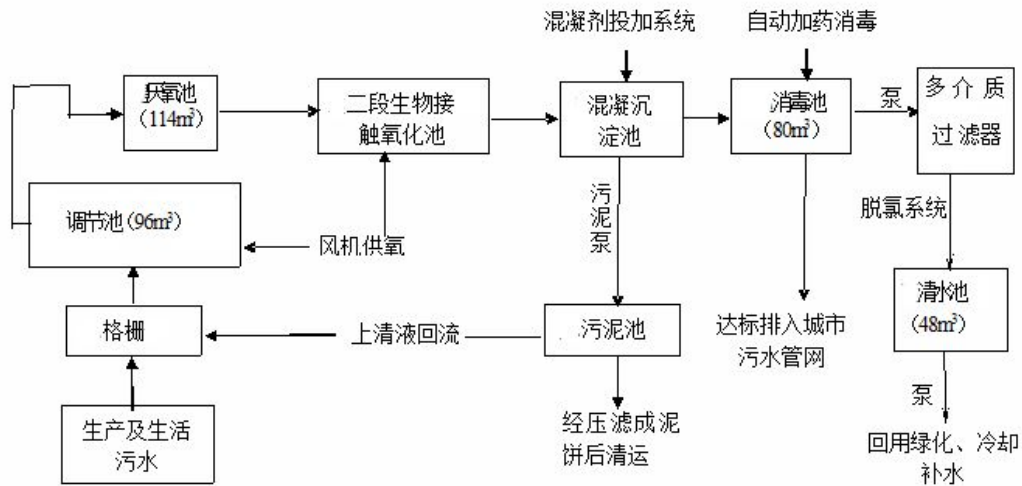 混凝剂投加系统
自动加药消毒
厌氧池
（114m³）
二段生物接
触氧化池
混凝沉
淀池
消毒池
（80m³）
泵
多介质
过滤器
调节池（96m³）
风机供氧
污
泥
泵
脱氯系统
格栅
上清液回流
污泥池
达标排入城市
污水管网
清水池
（48m³）
生产及生活
污水
经压滤成泥
饼后清运
泵
回用绿化、冷却
补水